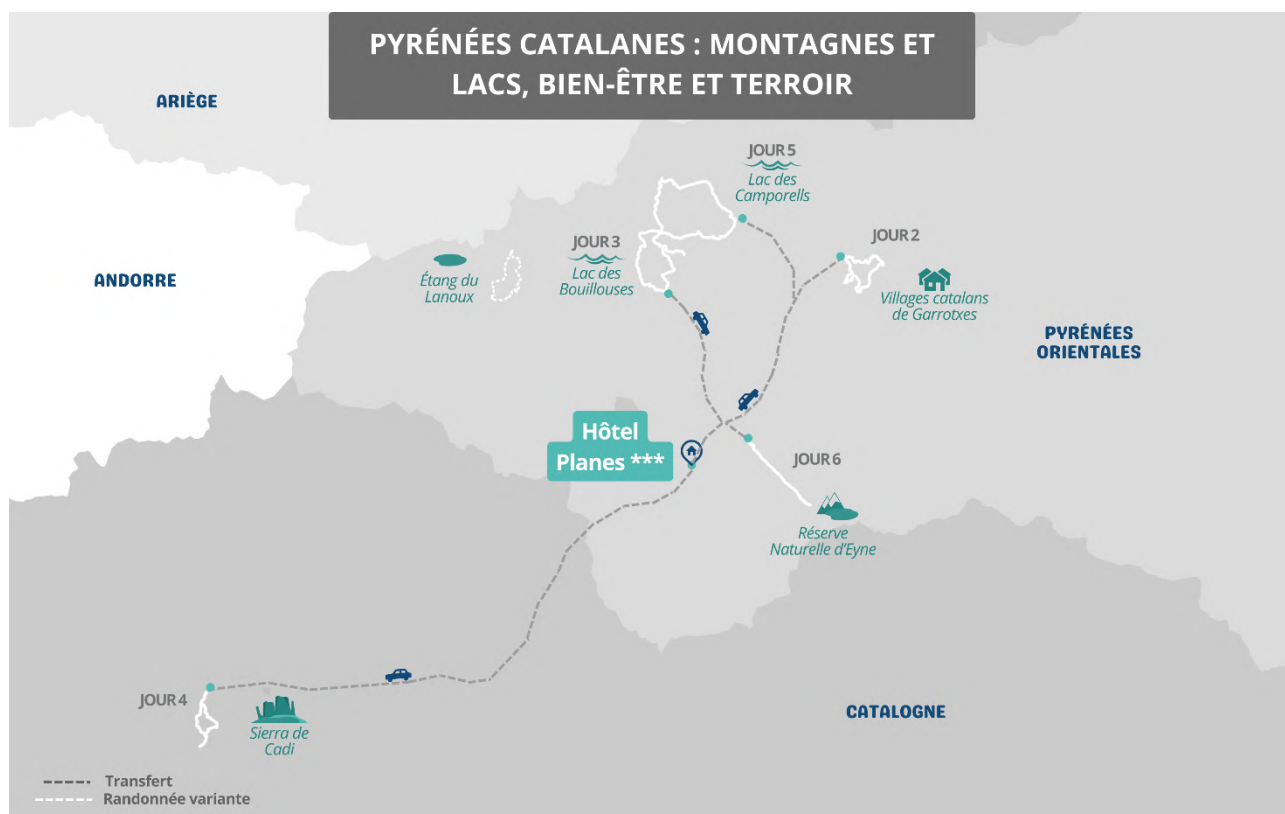 PYRÉNÉES CATALANES : MONTAGNES ET
LACS, BIEN-ÊTRE ET TERROIR
ARIÈGE
JOUR 5
Lac des
Camporells
JOUR 2
Villages catalans
de Garrotxes
JOUR 3
Lac des
Bouillouses
Étang du
Lanoux
ANDORRE
PYRÉNÉES
ORIENTALES
Hôtel
Planes ***
JOUR 6
Réserve
Naturelle d'Eyne
JOUR 4
Sierra de
Cadi
CATALOGNE
Transfert
Randonnée variante